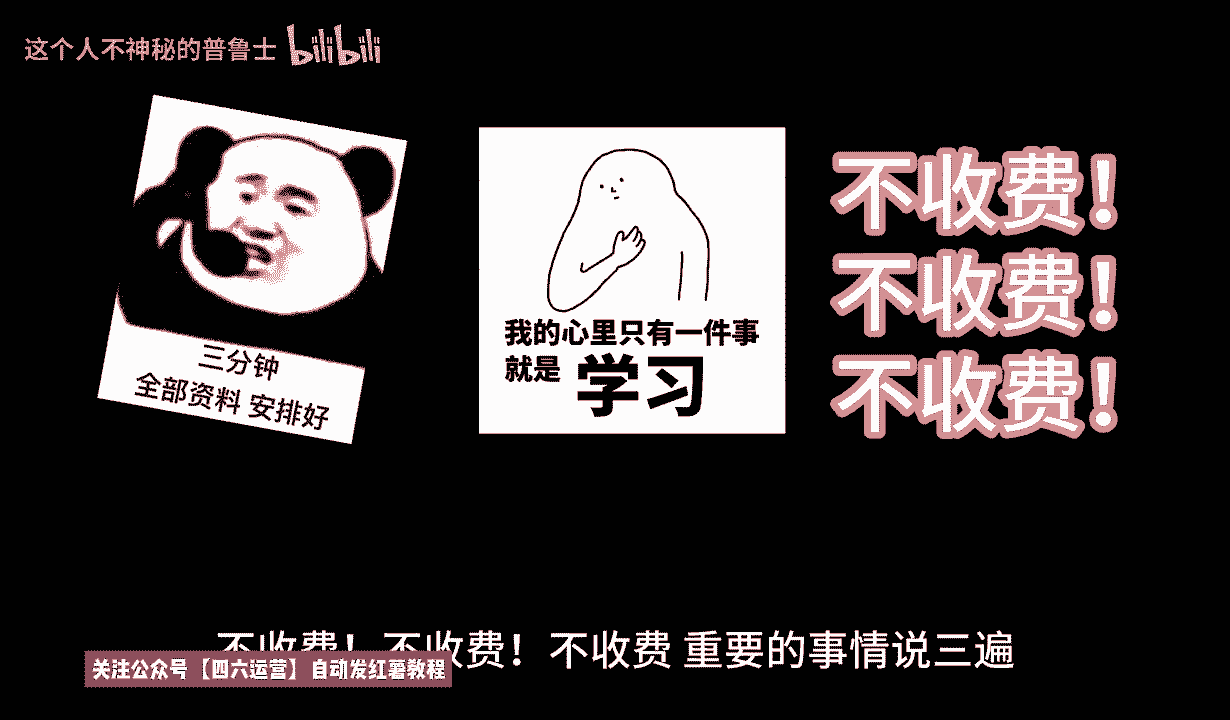 这个人不神秘的普鲁士 bilibili
三分钟
全部资料 安排好
我的心里只有一件事
就是 学习
不收费！
不收费！
不收费！
不收费！不收费！不收费 重要的事情说三遍
关注公众号【四六运营】自动发红薯教程